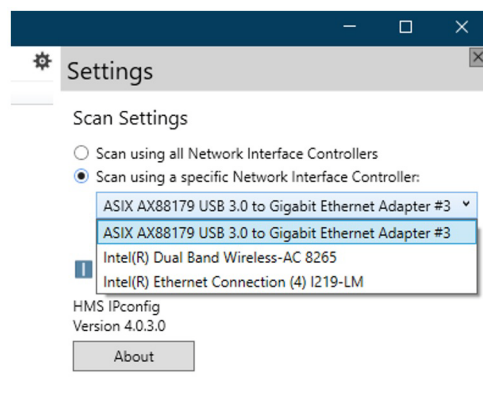 Settings
Scan Settings
Scan using all Network Interface Controllers
Scan using a specific Network Interface Controller:
ASIX AX88179 USB 3.0 to Gigabit Ethernet Adapter #3
ASIX AX88179 USB 3.0 to Gigabit Ethernet Adapter #3
Intel(R) Dual Band Wireless-AC 8265
Intel(R) Ethernet Connection (4) I219-LM
HMS IPconfig
Version 4.0.3.0
About